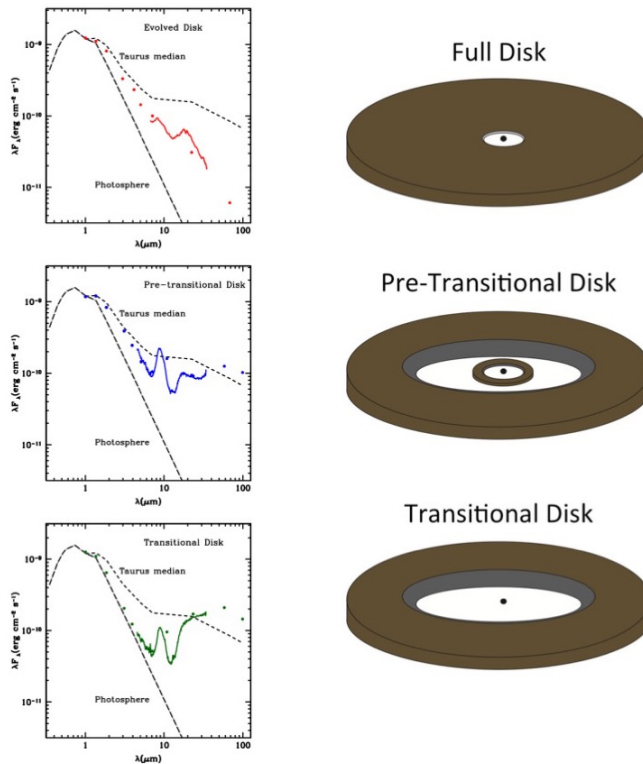 Evolved Disk
Taurus median
Photosphere
10⁻⁹
10⁻¹⁰
10⁻¹¹
λF_λ(erg cm⁻² s⁻¹)
1
10
100
λ(μm)
Full Disk
Pre-transitional Disk
Taurus median
Photosphere
10⁻⁹
10⁻¹⁰
10⁻¹¹
λF_λ(erg cm⁻² s⁻¹)
1
10
100
λ(μm)
Pre-Transitional Disk
Transitional Disk
Taurus median
Photosphere
10⁻⁹
10⁻¹⁰
10⁻¹¹
λF_λ(erg cm⁻² s⁻¹)
1
10
100
λ(μm)
Transitional Disk